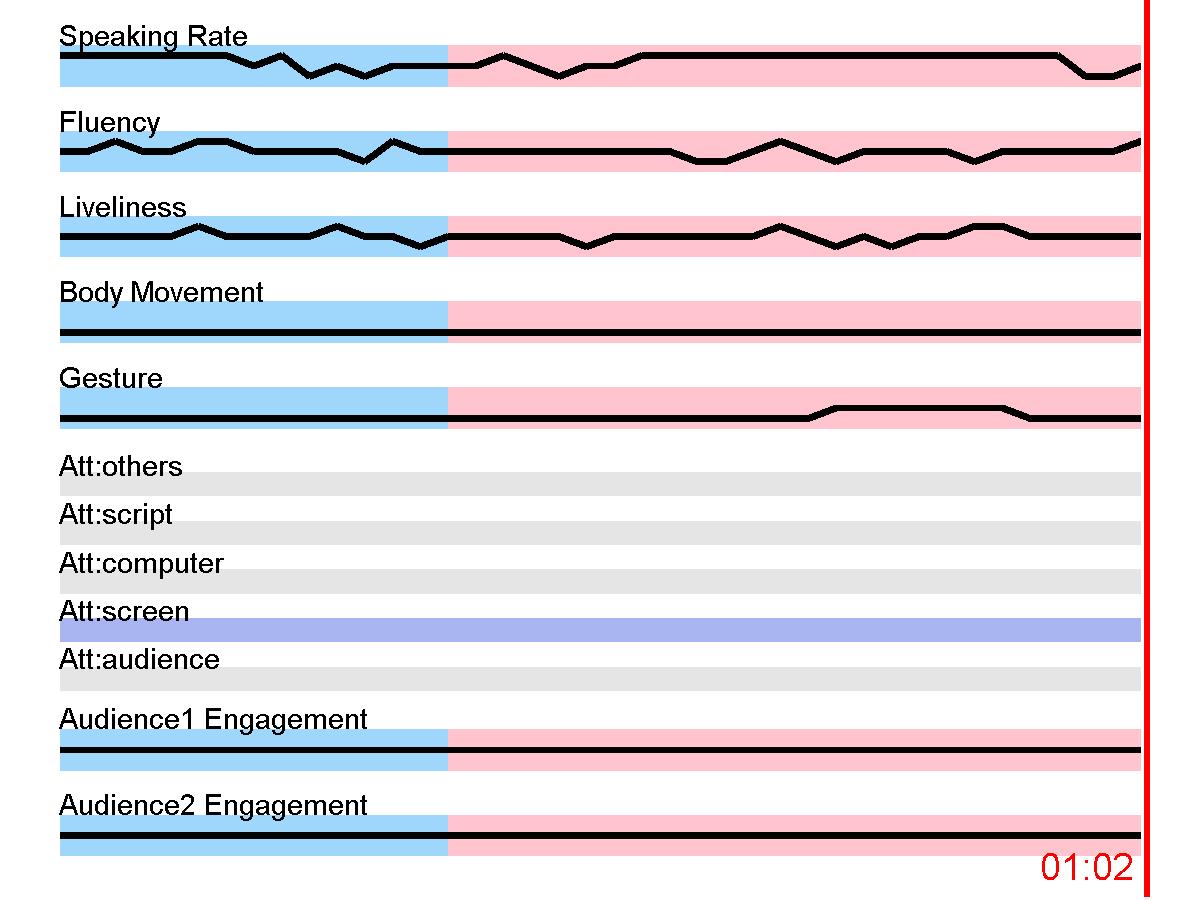 Speaking Rate
Fluency
Liveliness
Body Movement
Gesture
Att:others
Att:script
Att:computer
Att:screen
Att:audience
Audience1 Engagement
Audience2 Engagement
01:02